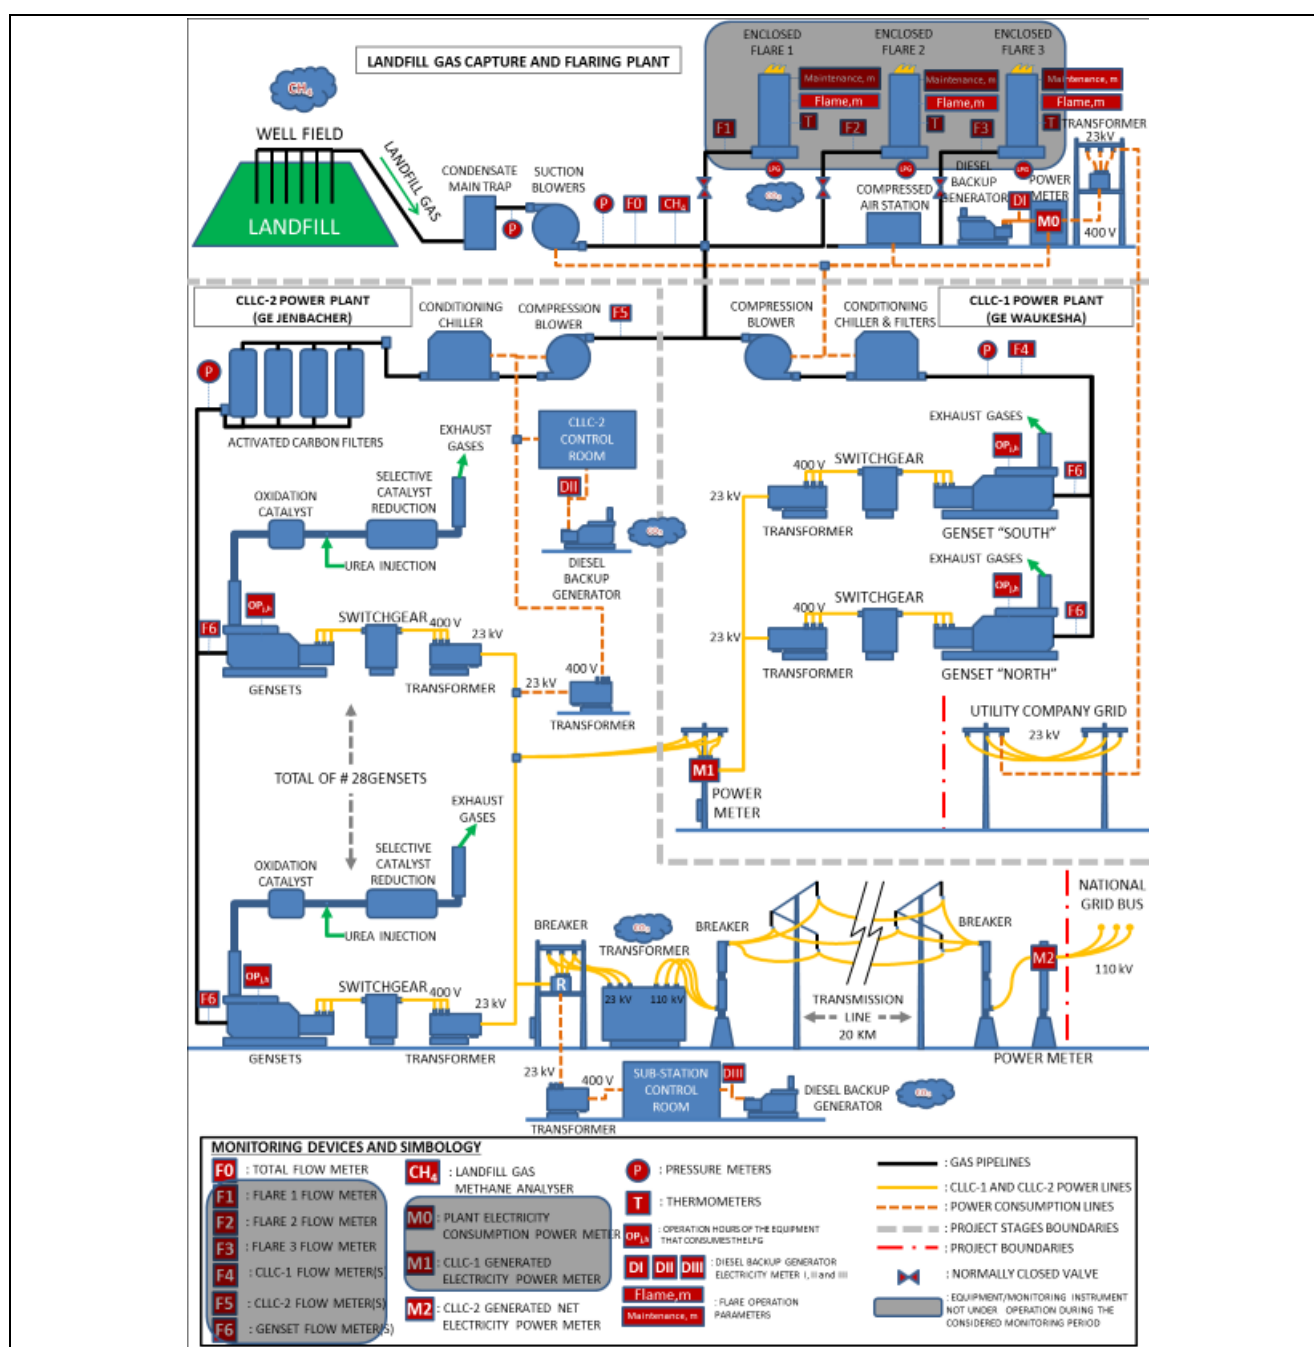 LANDFILL GAS CAPTURE AND FLARING PLANT
ENCLOSED
FLARE 1
ENCLOSED
FLARE 2
ENCLOSED
FLARE 3
Maintenance, m
Maintenance, m
Maintenance, m
Flame,m
Flame,m
Flame,m
F1
T
F2
T
F3
T
TRANSFORMER
23kV
CH₄
WELL FIELD
LANDFILL GAS
LANDFILL
CONDENSATE
MAIN TRAP
SUCTION
BLOWERS
P
P
F0
CH₄
LPG
LPG
LPG
CO₂
COMPRESSED
AIR STATION
DIESEL
BACKUP
GENERATOR
DI
POWER
METER
M0
400 V
CLLC-2 POWER PLANT
(GE JENBACHER)
CONDITIONING
CHILLER
COMPRESSION
BLOWER
F5
COMPRESSION
BLOWER
CONDITIONING
CHILLER & FILTERS
CLLC-1 POWER PLANT
(GE WAUKESHA)
P
F4
P
ACTIVATED CARBON FILTERS
EXHAUST
GASES
CLLC-2
CONTROL
ROOM
DII
CO₂
DIESEL
BACKUP
GENERATOR
OXIDATION
CATALYST
SELECTIVE
CATALYST
REDUCTION
UREA INJECTION
EXHAUST GASES
OPj,h
F6
400 V
SWITCHGEAR
23 kV
TRANSFORMER
GENSET "SOUTH"
EXHAUST GASES
OPj,h
F6
400 V
SWITCHGEAR
23 kV
TRANSFORMER
GENSET "NORTH"
OPj,h
F6
SWITCHGEAR
400 V
23 kV
GENSETS
TRANSFORMER
400 V
23 kV
TRANSFORMER
UTILITY COMPANY GRID
23 kV
M1
POWER
METER
TOTAL OF # 28GENSETS
EXHAUST
GASES
OXIDATION
CATALYST
SELECTIVE
CATALYST
REDUCTION
UREA INJECTION
OPj,h
F6
SWITCHGEAR
400 V
23 kV
GENSETS
TRANSFORMER
BREAKER
R
CO₂
TRANSFORMER
23 kV
110 kV
BREAKER
TRANSMISSION
LINE
20 KM
BREAKER
NATIONAL
GRID BUS
M2
110 kV
POWER METER
23 kV
400 V
TRANSFORMER
SUB-STATION
CONTROL
ROOM
DIII
DIESEL BACKUP
GENERATOR
CO₂
MONITORING DEVICES AND SIMBOLOGY
F0 : TOTAL FLOW METER
F1 : FLARE 1 FLOW METER
F2 : FLARE 2 FLOW METER
F3 : FLARE 3 FLOW METER
F4 : CLLC-1 FLOW METER(S)
F5 : CLLC-2 FLOW METER(S)
F6 : GENSET FLOW METER(S)
CH₄ : LANDFILL GAS
METHANE ANALYSER
M0 : PLANT ELECTRICITY
CONSUMPTION POWER METER
M1 : CLLC-1 GENERATED
ELECTRICITY POWER METER
M2 : CLLC-2 GENERATED NET
ELECTRICITY POWER METER
P : PRESSURE METERS
T : THERMOMETERS
OPj,h : OPERATION HOURS OF THE EQUIPMENT
THAT CONSUMES THE LFG
DI DII DIII : DIESEL BACKUP GENERATOR
ELECTRICITY METER I, II and III
Flame,m
Maintenance, m
: FLARE OPERATION
PARAMETERS
: GAS PIPELINES
: CLLC-1 AND CLLC-2 POWER LINES
: POWER CONSUMPTION LINES
: PROJECT STAGES BOUNDARIES
: PROJECT BOUNDARIES
: NORMALLY CLOSED VALVE
: EQUIPMENT/MONITORING INSTRUMENT
NOT UNDER OPERATION DURING THE
CONSIDERED MONITORING PERIOD